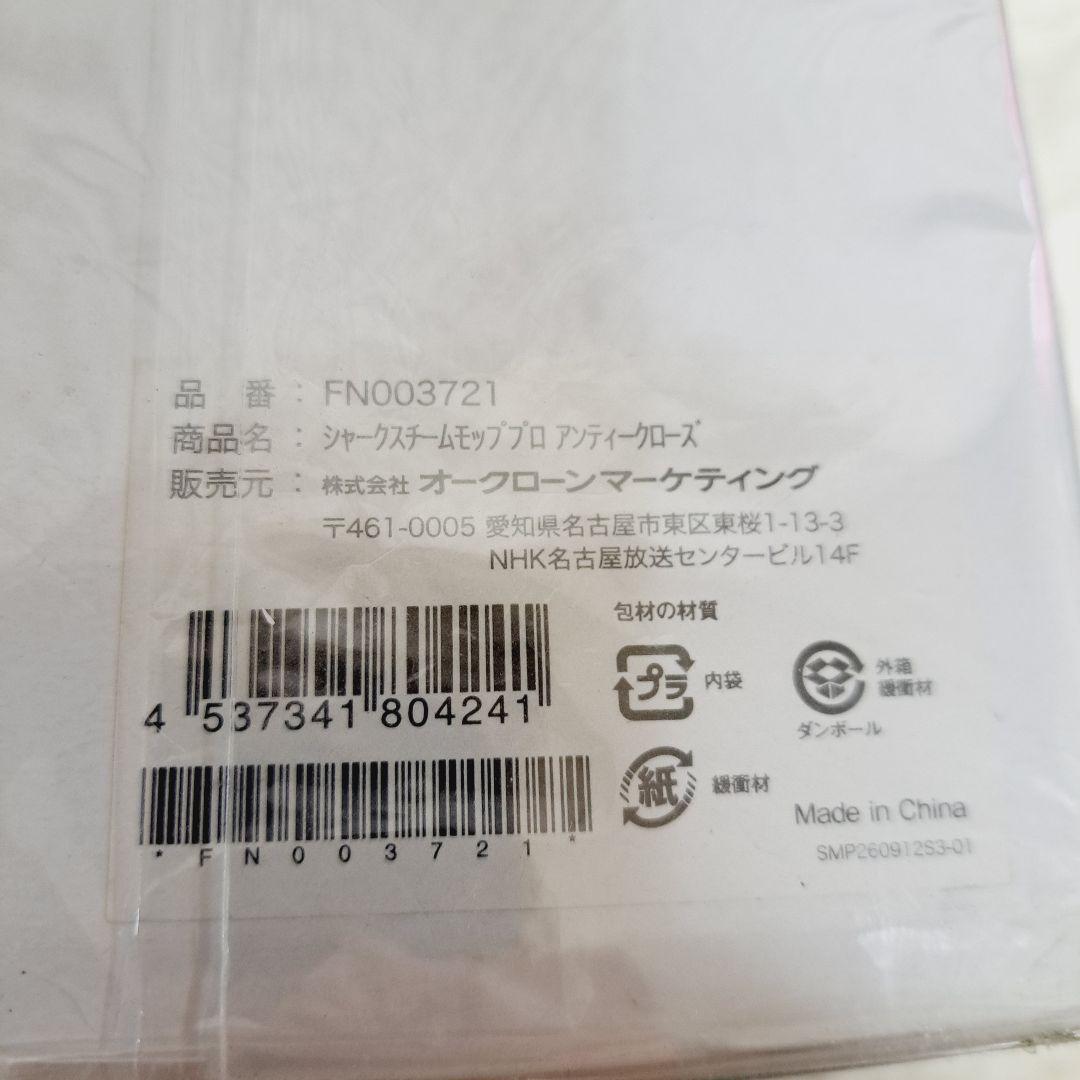 品 番 : FN003721
商品名 : シャークスチームモッププロ アンティークローズ
販売元 : 株式会社 オークローンマーケティング
〒461-0005 愛知県名古屋市東区東桜1-13-3
NHK名古屋放送センタービル14F
包材の材質
プラ 内袋
外箱
緩衝材
ダンボール
紙 緩衝材
4 537341 804241
*FN003721*
Made in China
SMP260912S3-01